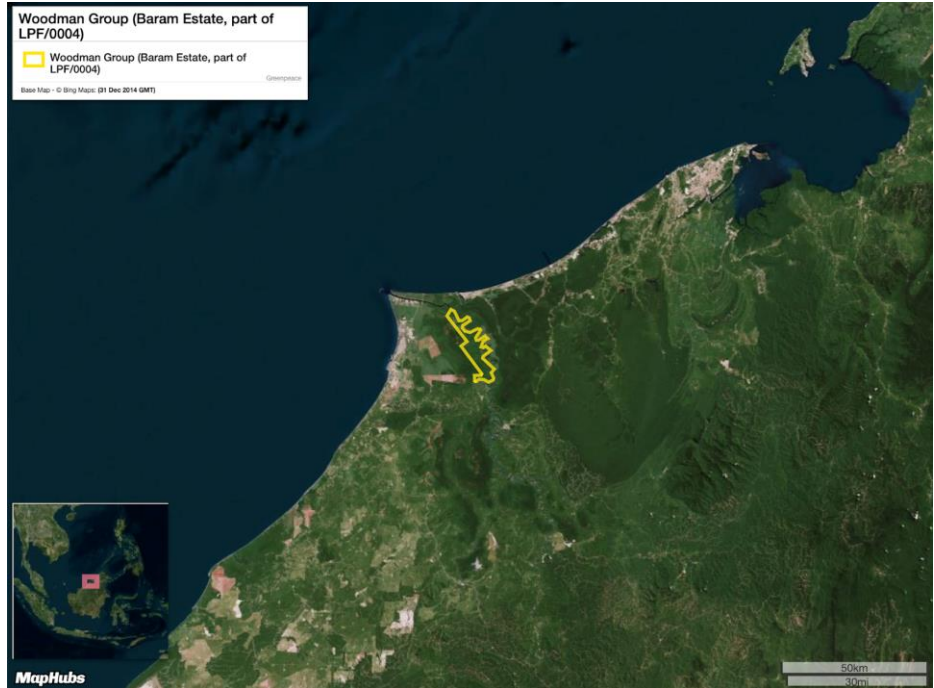 Woodman Group (Baram Estate, part of
LPF/0004)
Woodman Group (Baram Estate, part of
LPF/0004)
Greenpeace
Base Map - © Bing Maps: (31 Dec 2014 GMT)
MapHubs
50km
30mi